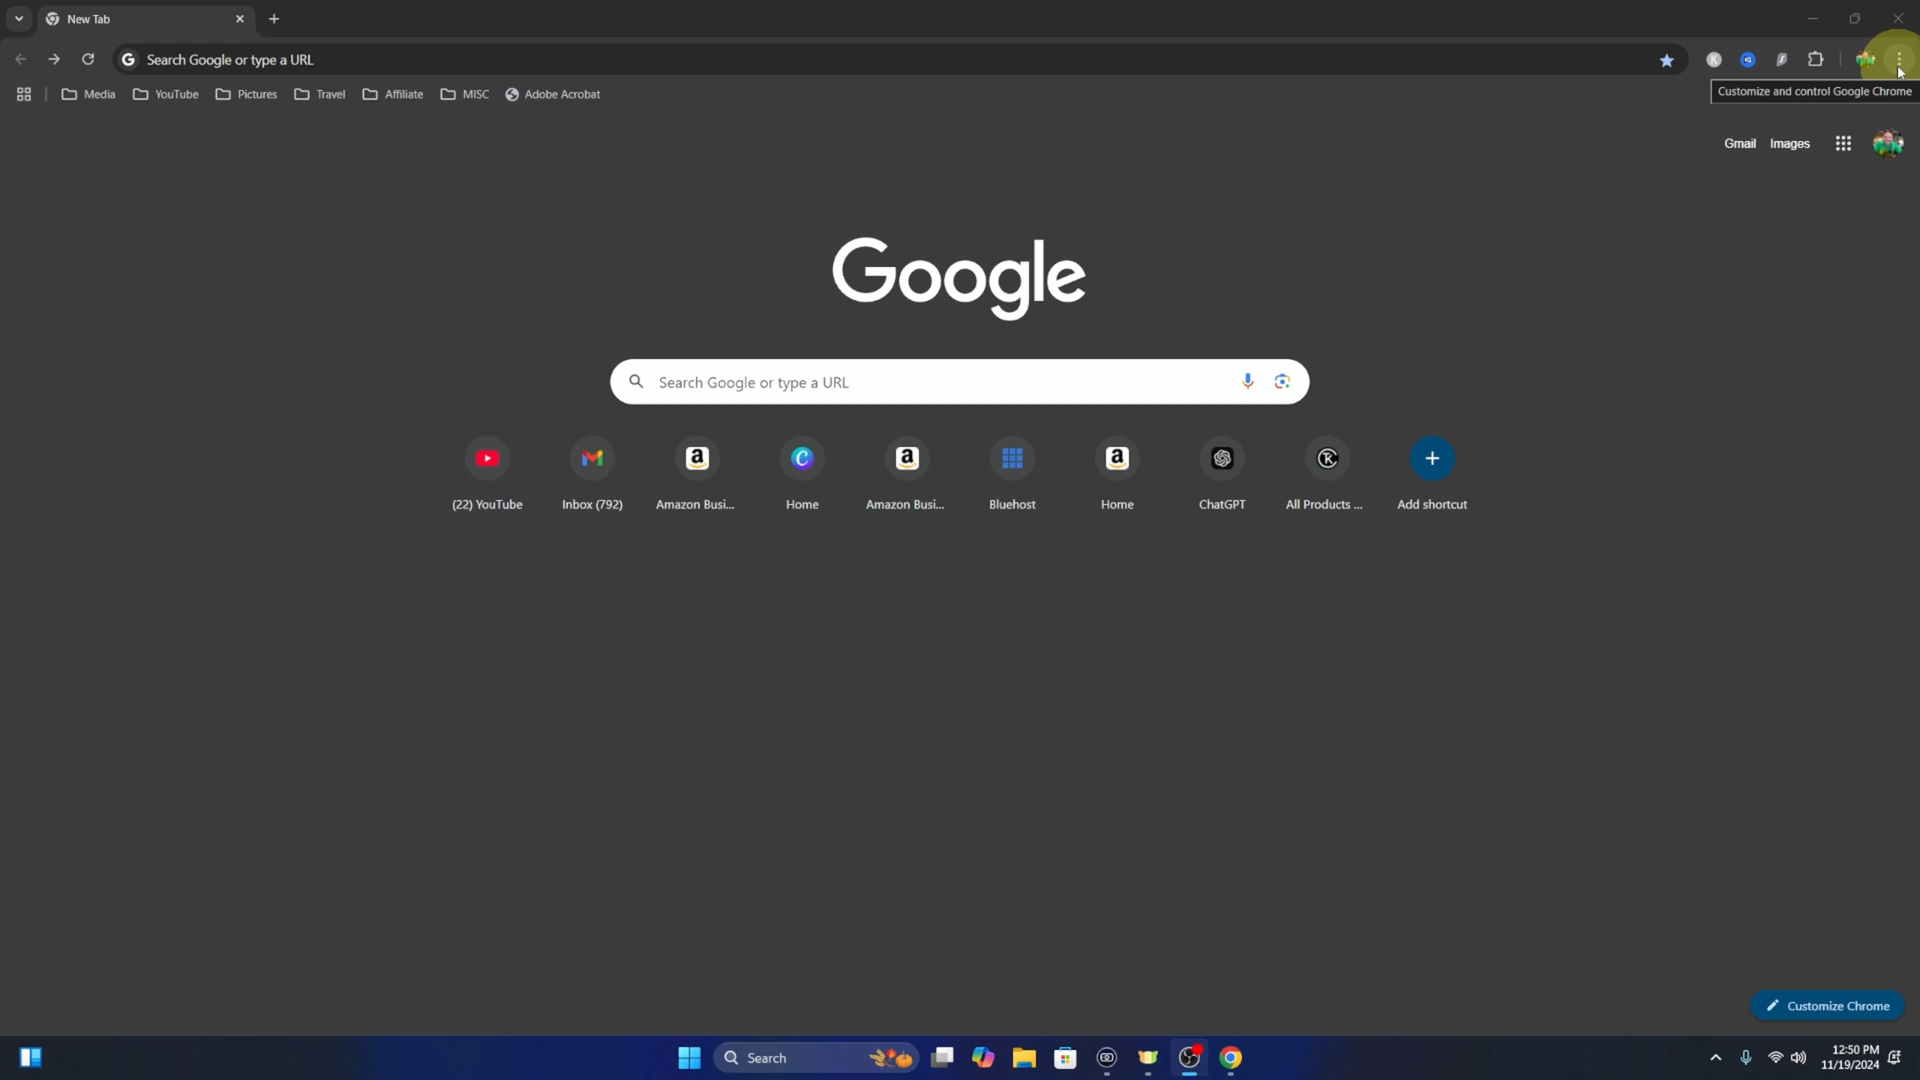 New Tab
Search Google or type a URL
Media YouTube Pictures Travel Affiliate MISC Adobe Acrobat
Customize and control Google Chrome
Gmail Images
Google
Search Google or type a URL
(22) YouTube Inbox (792) Amazon Busi... Home Amazon Busi... Bluehost Home ChatGPT All Products ... Add shortcut
Customize Chrome
Search
12:50 PM
11/19/2024